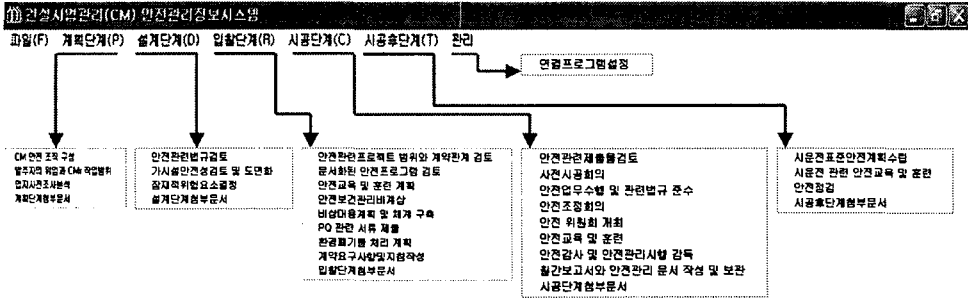 건설사업관리(CM) 안전관리정보시스템
파일(F) 계획단계(P) 설계단계(D) 입찰단계(R) 시공단계(C) 시공후단계(T) 관리
연결프로그램설정
CM 안전 조직 구성
발주자의 위임과 CMr 작업범위
입지사전조사분석
계획단계첨부문서
안전관련법규검토
가시설안전성검토 및 도면화
잠재적위험요소결정
설계단계첨부문서
안전관련프로젝트 범위와 계약관계 검토
문서화된 안전프로그램 검토
안전교육 및 훈련 계획
안전보건관리비계상
비상대응계획 및 체계 구축
PQ 관련 서류 제출
환경폐기물 처리 계획
계약요구사항및지침작성
입찰단계첨부문서
안전관련제출물검토
사전시공회의
안전업무수행 및 관련법규 준수
안전조정회의
안전 위원회 개최
안전교육 및 훈련
안전감사 및 안전관리시행 감독
월간보고서와 안전관리 문서 작성 및 보관
시공단계첨부문서
시운전표준안전계획수립
시운전 관련 안전교육 및 훈련
안전점검
시공후단계첨부문서